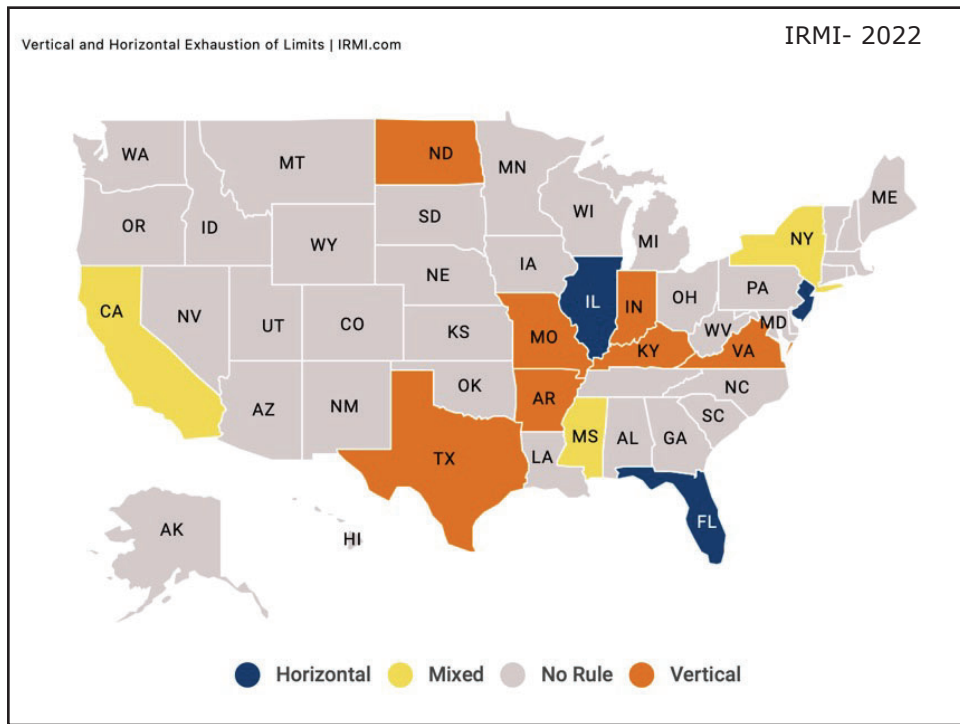 Vertical and Horizontal Exhaustion of Limits | IRMI.com
IRMI- 2022
WA
MT
ND
MN
ME
OR
ID
SD
WI
MI
NY
WY
IA
NE
PA
OH
IL
IN
CA
NV
UT
CO
KS
MO
WV
MD
KY
VA
AZ
NM
OK
AR
NC
SC
TX
LA
MS
AL
GA
FL
AK
HI
Horizontal
Mixed
No Rule
Vertical